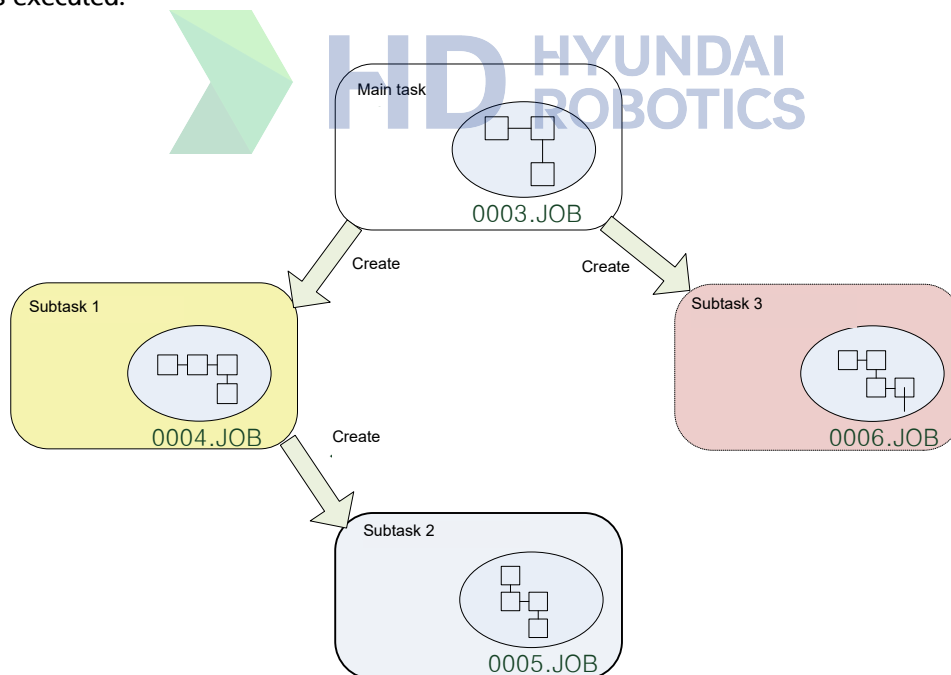 s executed.
HD HYUNDAI
ROBOTICS
Main task
0003.JOB
Create
Create
Subtask 1
0004.JOB
Subtask 3
0006.JOB
Create
Subtask 2
0005.JOB